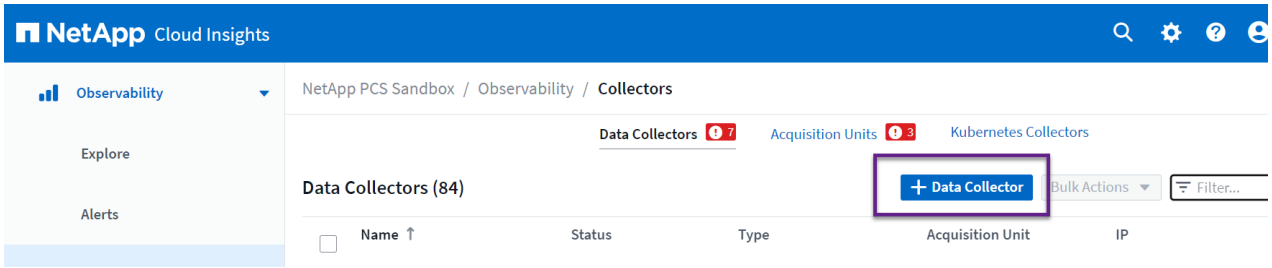 NetApp Cloud Insights
Observability
NetApp PCS Sandbox / Observability / Collectors
Data Collectors 7
Acquisition Units 3
Kubernetes Collectors
Explore
Data Collectors (84)
+ Data Collector
Bulk Actions
Filter...
Alerts
Name ↑
Status
Type
Acquisition Unit
IP